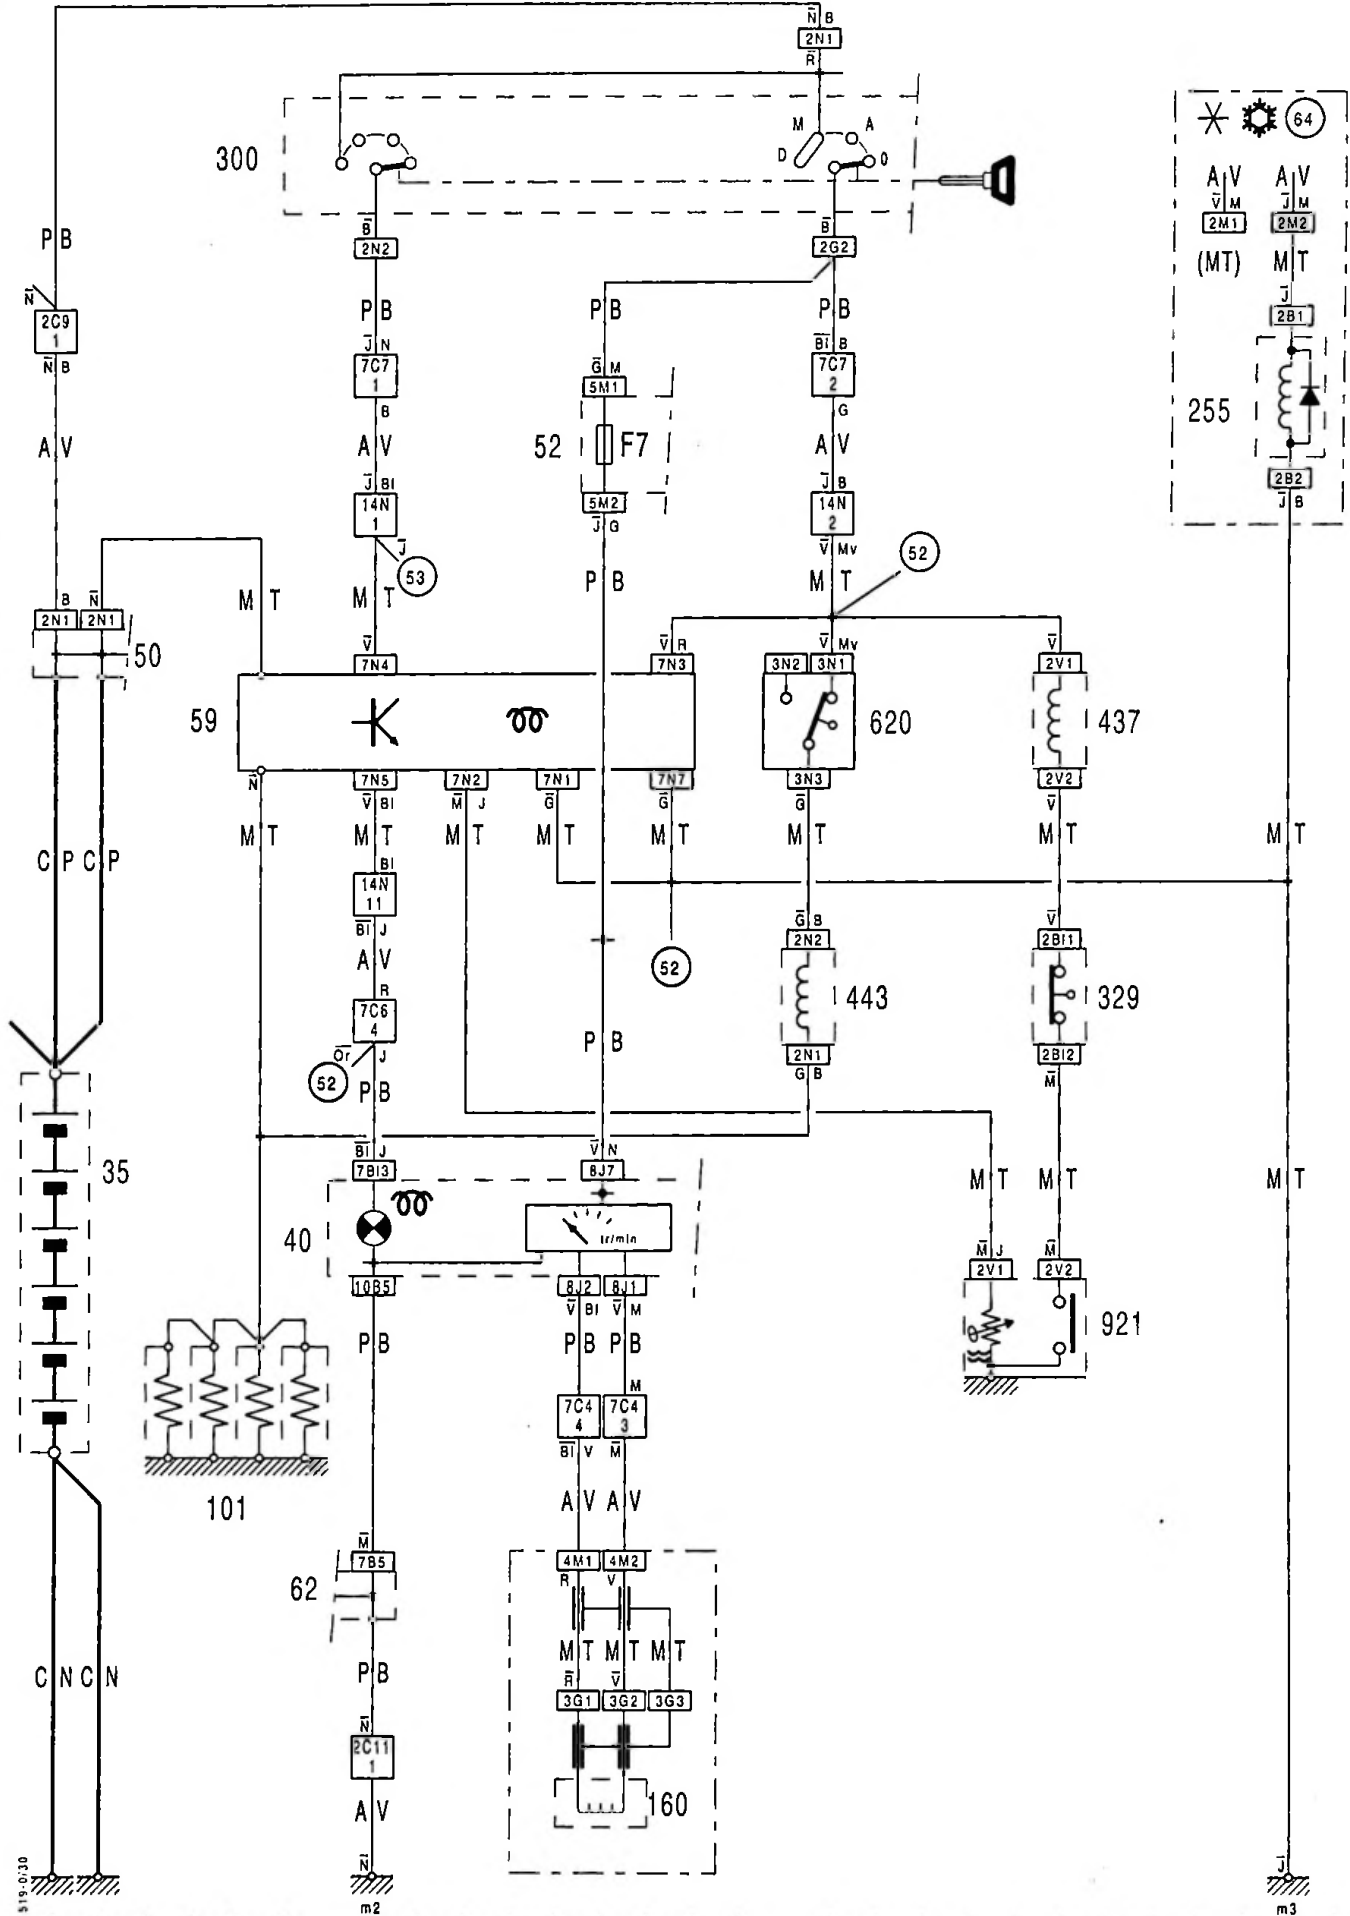 N B
2N1
R
300
M A
D 0
64
A V A V
V M J M
2M1 2M2
(MT) M T
J
2B1
255
2B2
J B
B
2N2
B
2G2
P B
N
2C9
1
N B
P B
P B
P B
J N
7C7
1
B
G M
5M1
BI B
7C7
2
G
A V
A V
52 F7
A V
J BI
14N
1
J
53
5M2
J G
J B
14N
2
V Mv
52
P B
M T
M T
M T
B N
2N1 2N1
50
V
7N4
V R
7N3
V Mv
3N2 3N1
V
2V1
59
620
437
N
7N5 7N2 7N1 7N7
V BI M J G G
3N3
G
2V2
V
M T M T M T M T M T M T M T
C P C P
BI
14N
11
BI J
A V
R
7C6
4
Or J
52
P B
52
G B
2N2
443
2N1
G B
V
2BI1
329
2BI2
M
P B
35
BI J
7BI3
V N
8J7
40
tr/min
M T M T M T
M J M
2V1 2V2
921
10B5
8J2 8J1
V BI V M
P B P B P B
M
7C4 7C4
4 3
BI V M
101
A V A V
M
7B5
62
4M1 4M2
R V
M T M T M T
R V
3G1 3G2 3G3
P B
C N C N
N
2C11
1
160
A V
N
m2
J
m3
519-0/30